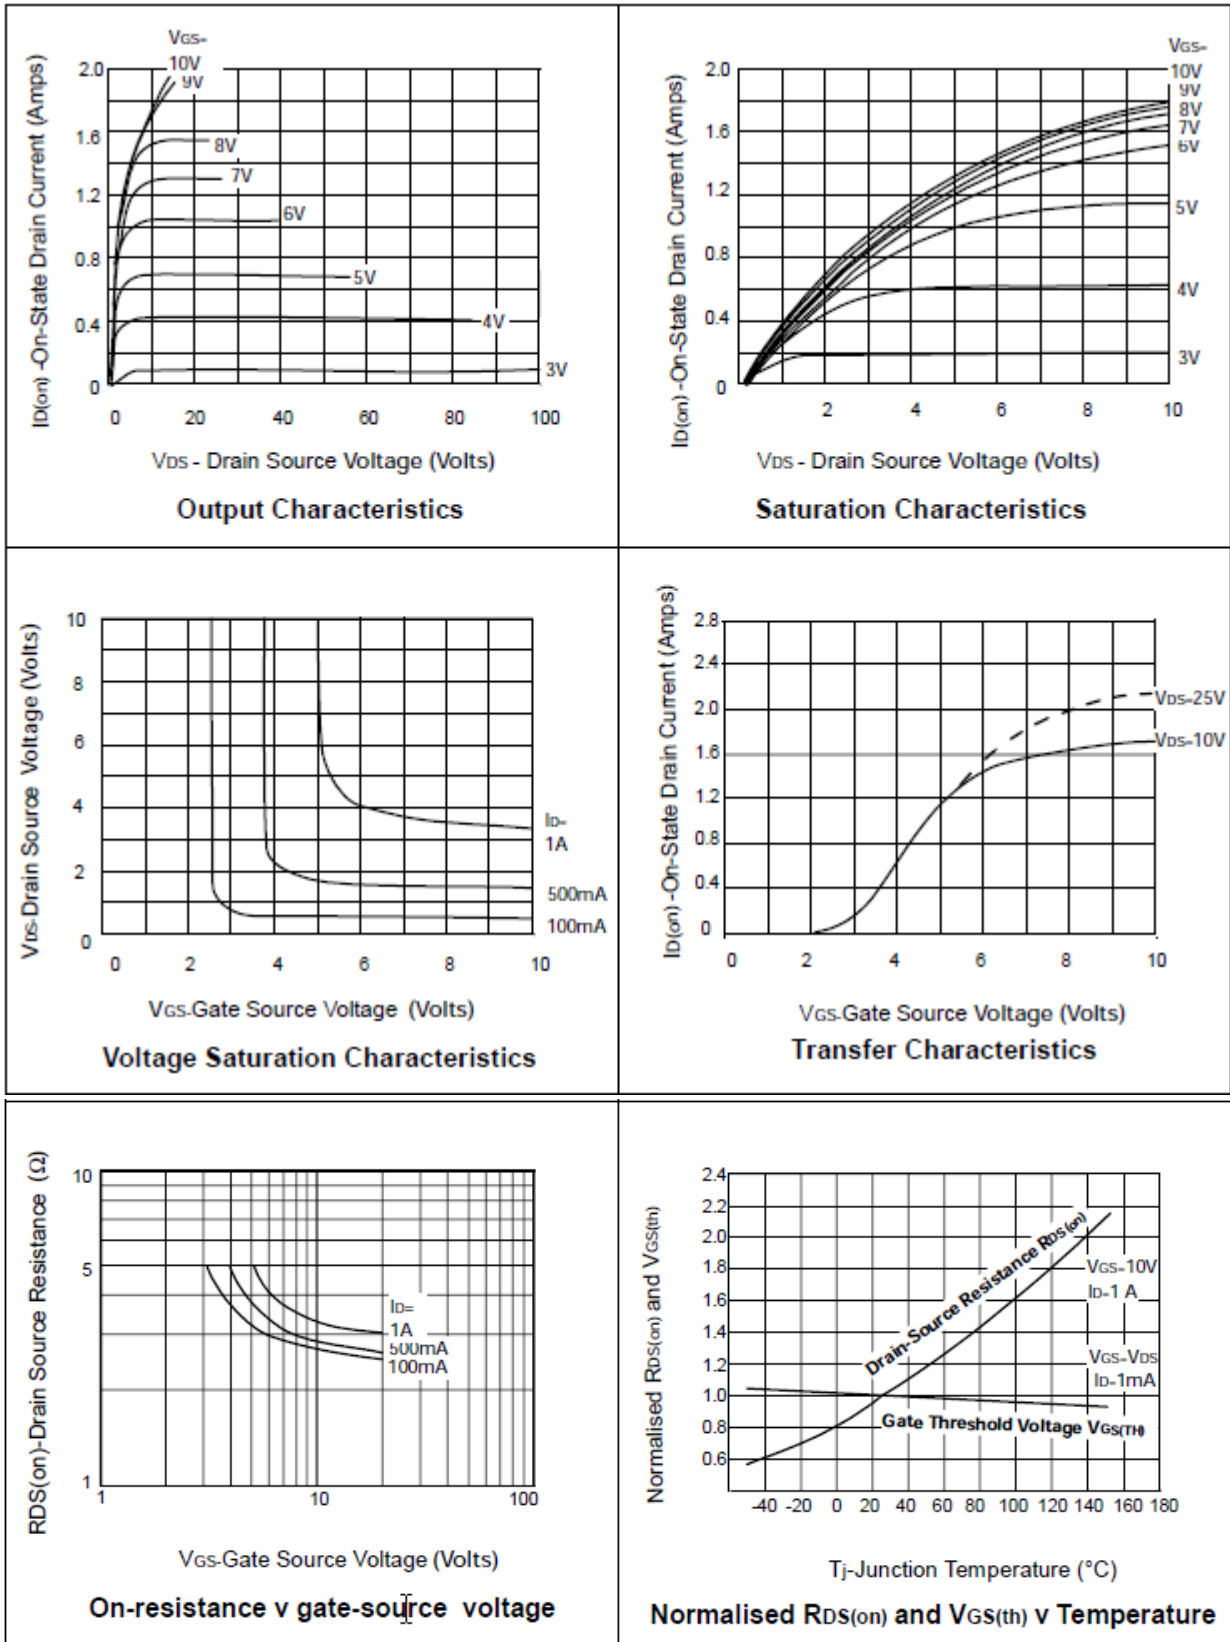 VGS=
10V
9V
8V
7V
6V
5V
4V
3V
2.0
1.6
1.2
0.8
0.4
0
0 20 40 60 80 100
ID(on) -On-State Drain Current (Amps)
VDS - Drain Source Voltage (Volts)
Output Characteristics
VGS=
10V
9V
8V
7V
6V
5V
4V
3V
2.0
1.6
1.2
0.8
0.4
0
2 4 6 8 10
ID(on) -On-State Drain Current (Amps)
VDS - Drain Source Voltage (Volts)
Saturation Characteristics
10
8
6
4
2
0
0 2 4 6 8 10
VDS-Drain Source Voltage (Volts)
ID=
1A
500mA
100mA
VGS-Gate Source Voltage (Volts)
Voltage Saturation Characteristics
2.8
2.4
2.0
1.6
1.2
0.8
0.4
0
0 2 4 6 8 10
ID(on) -On-State Drain Current (Amps)
VDS=25V
VDS=10V
VGS-Gate Source Voltage (Volts)
Transfer Characteristics
10
5
1
1 10 100
RDS(on)-Drain Source Resistance (Ω)
ID=
1A
500mA
100mA
VGS-Gate Source Voltage (Volts)
On-resistance v gate-source voltage
2.4
2.2
2.0
1.8
1.6
1.4
1.2
1.0
0.8
0.6
-40 -20 0 20 40 60 80 100 120 140 160 180
Normalised RDS(on) and VGS(th)
Drain-Source Resistance RDS(on)
VGS=10V
ID=1 A
VGS=VDS
ID=1mA
Gate Threshold Voltage VGS(TH)
Tj-Junction Temperature (°C)
Normalised RDS(on) and VGS(th) v Temperature